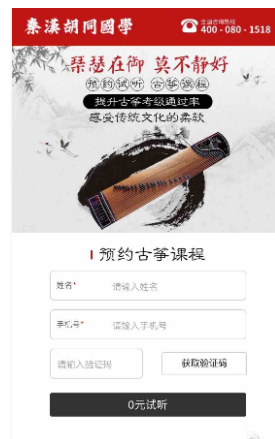 秦漢胡同國學
全国咨询热线
400 - 080 - 1518
琴瑟在御 莫不静好
预约试听 古筝课程
提升古筝考级通过率
感受传统文化的柔软
预约古筝课程
姓名*
请输入姓名
手机号*
请输入手机号
请输入验证码
获取验证码
0元试听